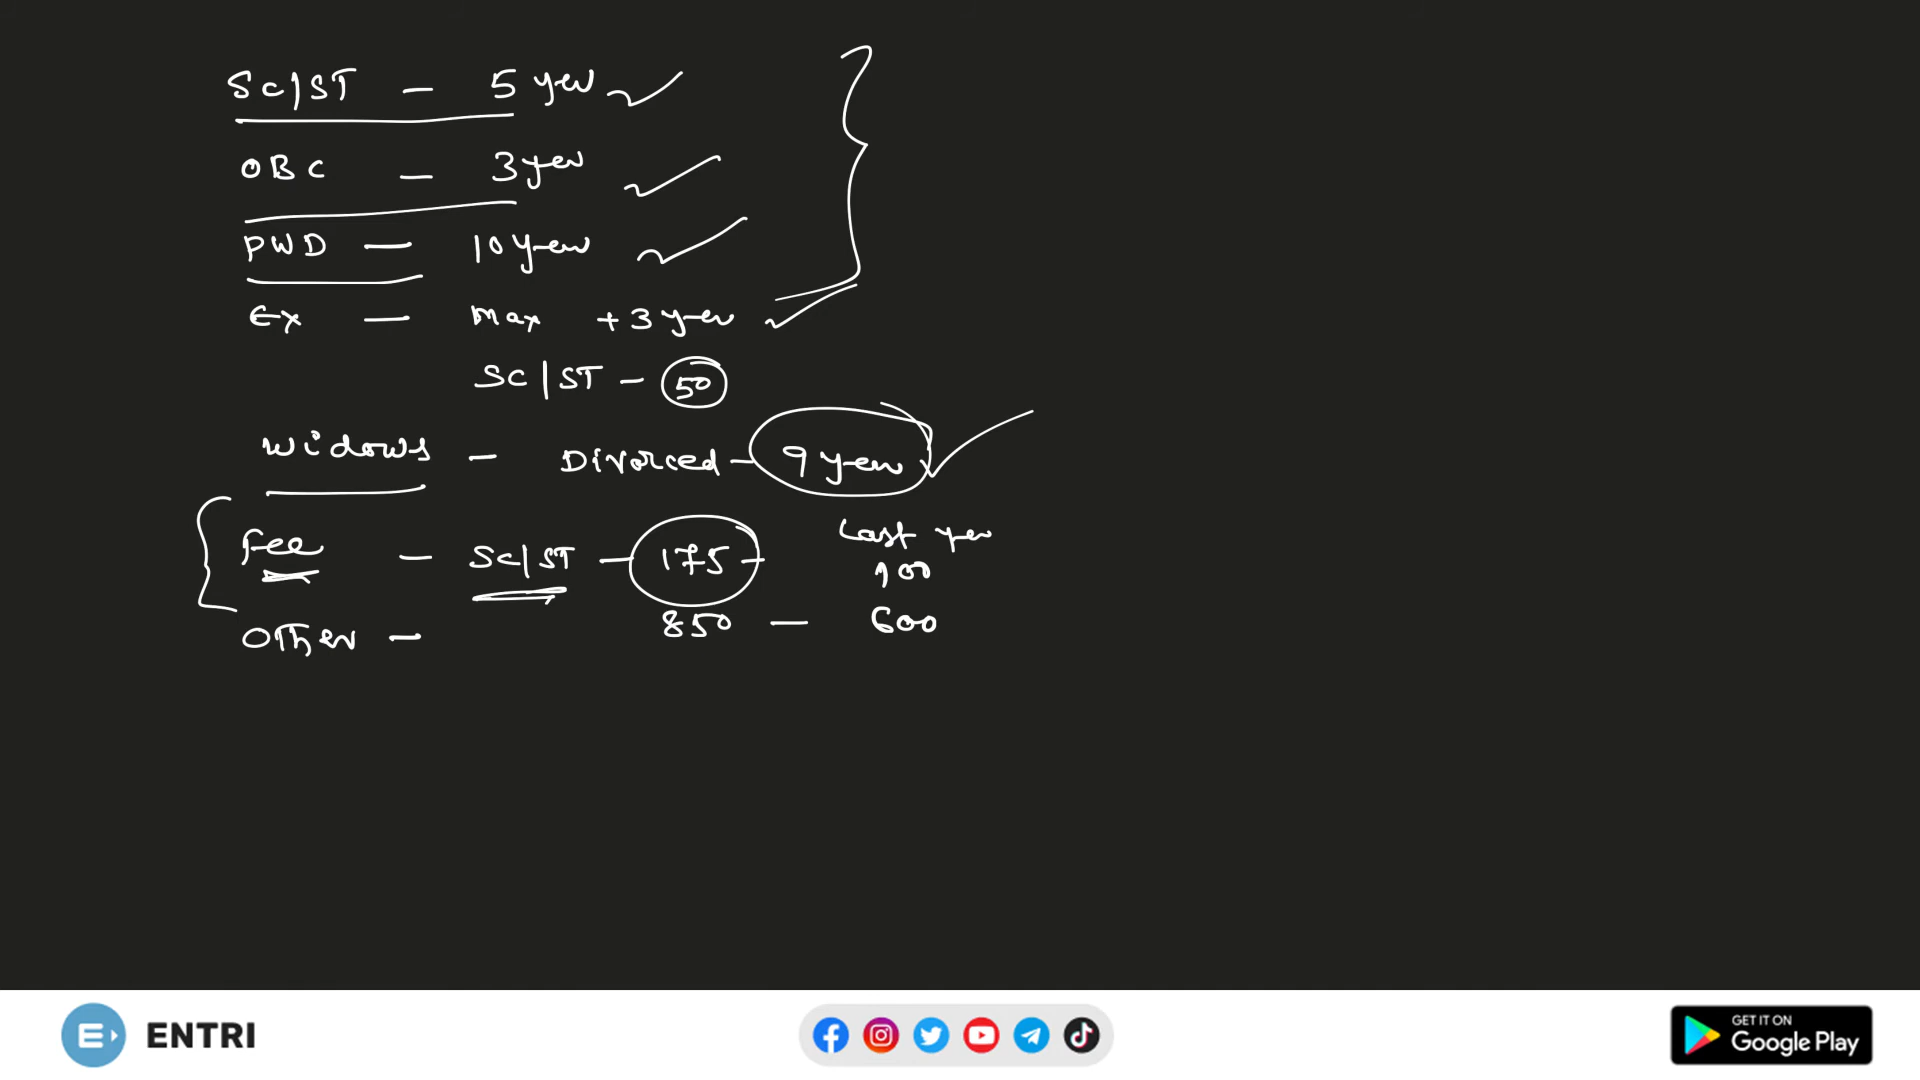 SC/ST - 5 year
OBC - 3 year
PWD - 10 year
Ex - Max +3 year
SC/ST - 50
Widows - Divorced - 9 year
Fee - SC/ST - 175 - Last year
100
Other - 850 - 600
ENTRI
GET IT ON
Google Play